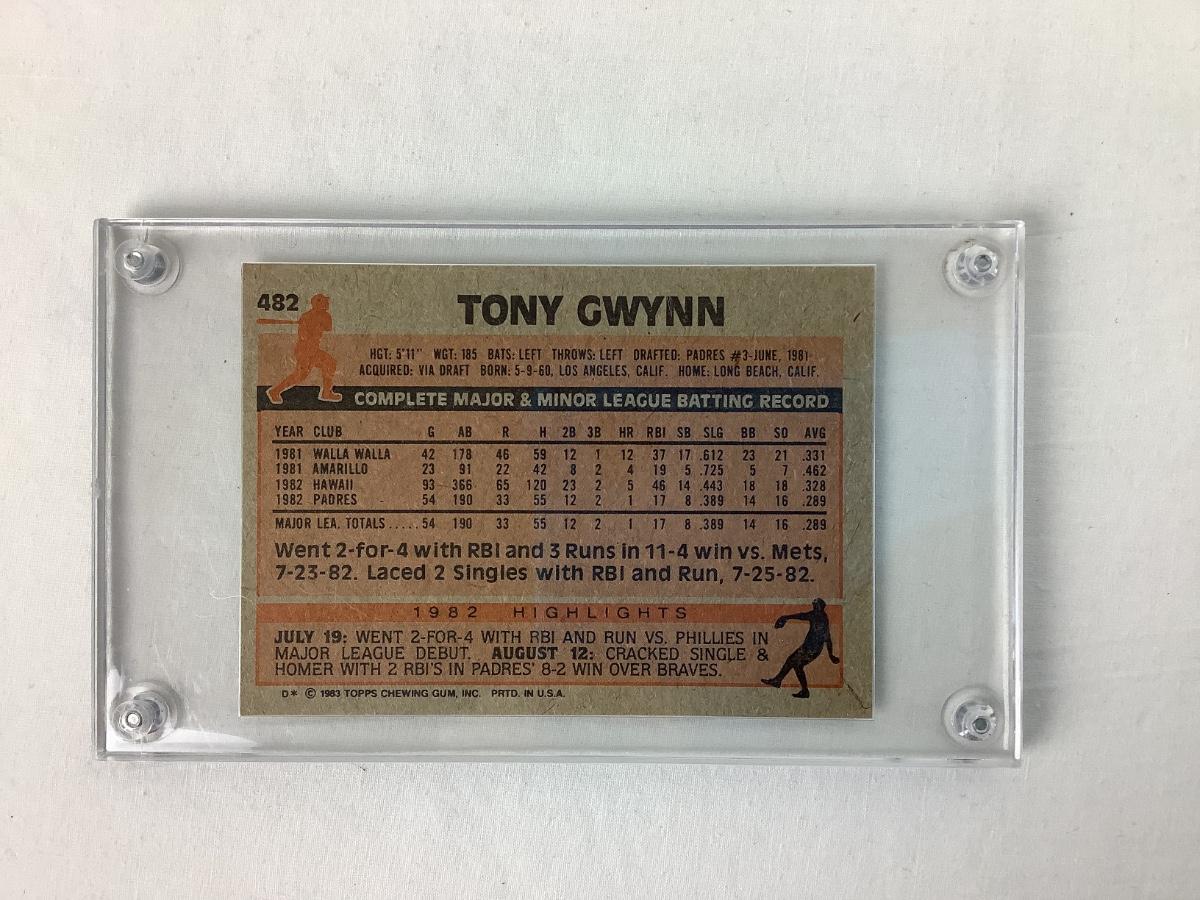 482
TONY GWYNN
HGT: 5'11" WGT: 185 BATS: LEFT THROWS: LEFT DRAFTED: PADRES #3-JUNE, 1981
ACQUIRED: VIA DRAFT BORN: 5-9-60, LOS ANGELES, CALIF. HOME: LONG BEACH, CALIF.
COMPLETE MAJOR & MINOR LEAGUE BATTING RECORD
YEAR CLUB G AB R H 2B 3B HR RBI SB SLG BB SO AVG
1981 WALLA WALLA 42 178 46 59 12 1 12 37 17 .612 23 21 .331
1981 AMARILLO 23 91 22 42 8 2 4 19 5 .725 5 7 .462
1982 HAWAII 93 366 65 120 23 2 5 46 14 .443 18 18 .328
1982 PADRES 54 190 33 55 12 2 1 17 8 .389 14 16 .289
MAJOR LEA. TOTALS..... 54 190 33 55 12 2 1 17 8 .389 14 16 .289
Went 2-for-4 with RBI and 3 Runs in 11-4 win vs. Mets,
7-23-82. Laced 2 Singles with RBI and Run, 7-25-82.
1982 HIGHLIGHTS
JULY 19: WENT 2-FOR-4 WITH RBI AND RUN VS. PHILLIES IN
MAJOR LEAGUE DEBUT. AUGUST 12: CRACKED SINGLE &
HOMER WITH 2 RBI'S IN PADRES' 8-2 WIN OVER BRAVES.
D* © 1983 TOPPS CHEWING GUM, INC. PRTD. IN U.S.A.